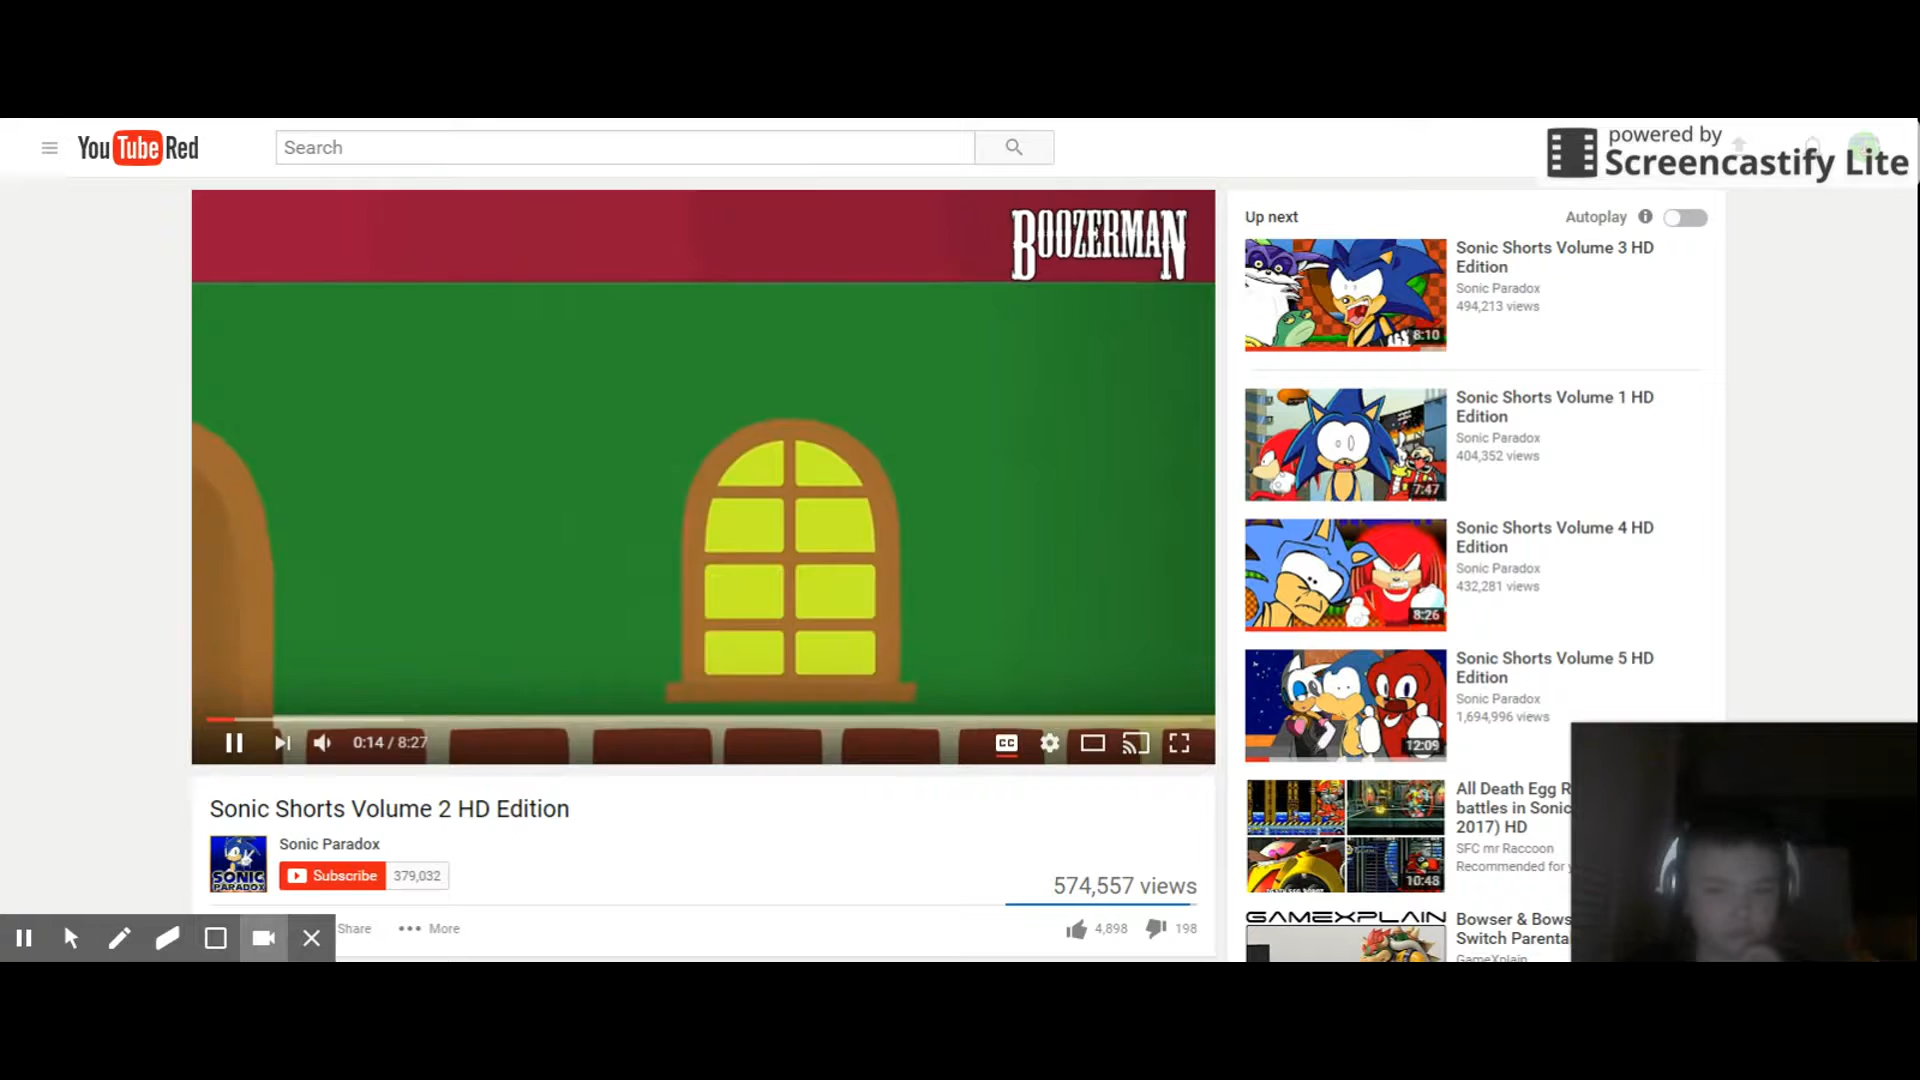 YouTube Red
Search
powered by
Screencastify Lite
BOOZERMAN
0:14 / 8:27
CC
Sonic Shorts Volume 2 HD Edition
SONIC
PARADOX
Sonic Paradox
Subscribe
379,032
574,557 views
Share
More
4,898
198
Up next
Autoplay
Sonic Shorts Volume 3 HD
Edition
Sonic Paradox
494,213 views
8:10
Sonic Shorts Volume 1 HD
Edition
Sonic Paradox
404,352 views
7:47
Sonic Shorts Volume 4 HD
Edition
Sonic Paradox
432,281 views
8:26
Sonic Shorts Volume 5 HD
Edition
Sonic Paradox
1,694,996 views
12:09
All Death Egg R
battles in Sonic
2017) HD
SFC mr Raccoon
Recommended for y
10:48
GAMEXPLAIN
Bowser & Bows
Switch Parenta
GameXplain